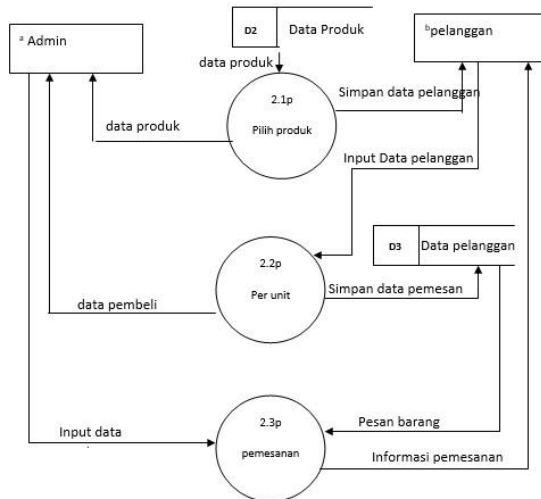 a Admin
D2 Data Produk
b pelanggan
data produk
2.1p
Pilih produk
Simpan data pelanggan
data produk
Input Data pelanggan
D3 Data pelanggan
2.2p
Per unit
Simpan data pemesan
data pembeli
2.3p
pemesanan
Input data
Pesan barang
Informasi pemesanan